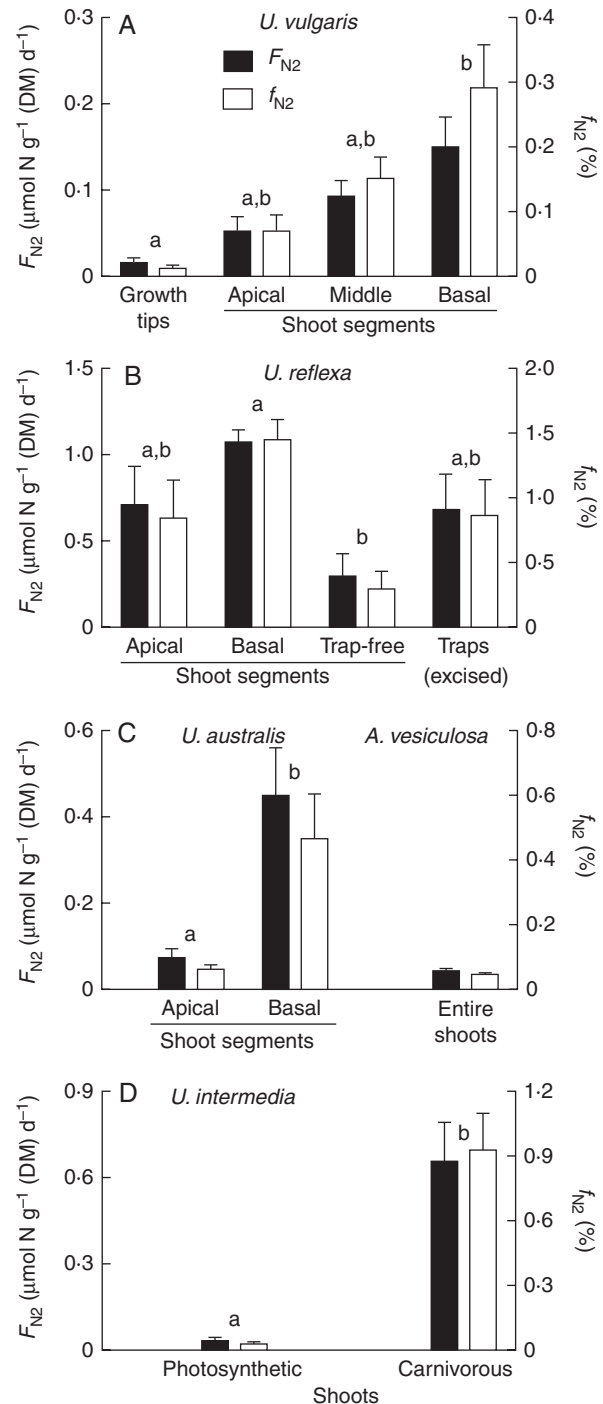 A
U. vulgaris
F_N2
f_N2
F_N2 (μmol N g⁻¹ (DM) d⁻¹)
0·3
0·2
0·1
0
f_N2 (%)
0·4
0·3
0·2
0·1
0
a
a,b
a,b
b
Growth tips
Apical
Middle
Basal
Shoot segments
B
U. reflexa
F_N2 (μmol N g⁻¹ (DM) d⁻¹)
1·5
1·0
0·5
0
f_N2 (%)
2·0
1·5
1·0
0·5
0
a,b
a
b
a,b
Apical
Basal
Trap-free
Traps (excised)
Shoot segments
C
U. australis
A. vesiculosa
F_N2 (μmol N g⁻¹ (DM) d⁻¹)
0·6
0·4
0·2
0
f_N2 (%)
0·8
0·6
0·4
0·2
0
a
b
Apical
Basal
Entire shoots
Shoot segments
D
U. intermedia
F_N2 (μmol N g⁻¹ (DM) d⁻¹)
0·9
0·6
0·3
0
f_N2 (%)
1·2
0·9
0·6
0·3
0
a
b
Photosynthetic
Carnivorous
Shoots